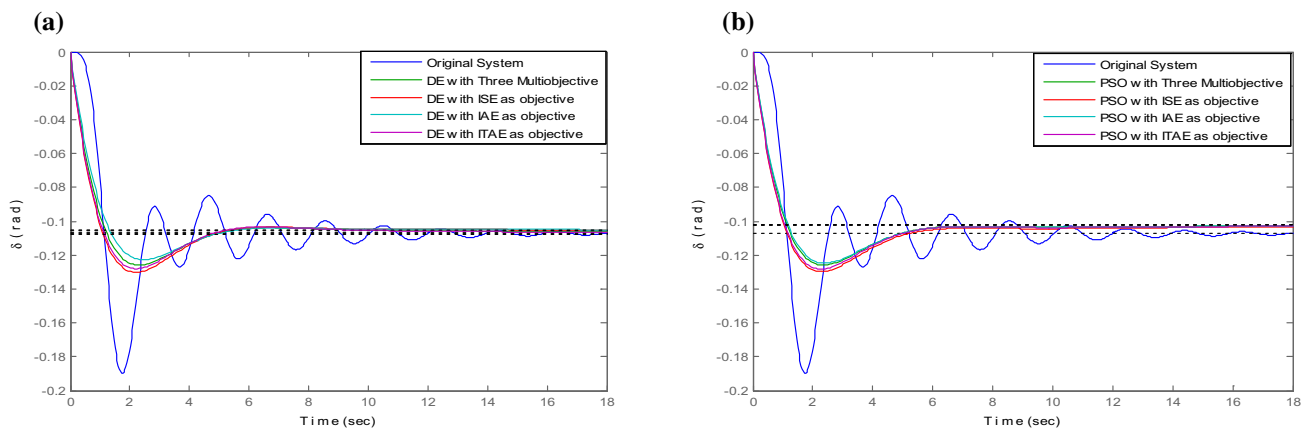 (a)
0
-0.02
-0.04
-0.06
-0.08
-0.1
-0.12
-0.14
-0.16
-0.18
-0.2
δ (rad)
0 2 4 6 8 10 12 14 16 18
Time (sec)
Original System
DE with Three Multiobjective
DE with ISE as objective
DE with IAE as objective
DE with ITAE as objective
(b)
0
-0.02
-0.04
-0.06
-0.08
-0.1
-0.12
-0.14
-0.16
-0.18
-0.2
δ (rad)
0 2 4 6 8 10 12 14 16 18
Time (sec)
Original System
PSO with Three Multiobjective
PSO with ISE as objective
PSO with IAE as objective
PSO with ITAE as objective